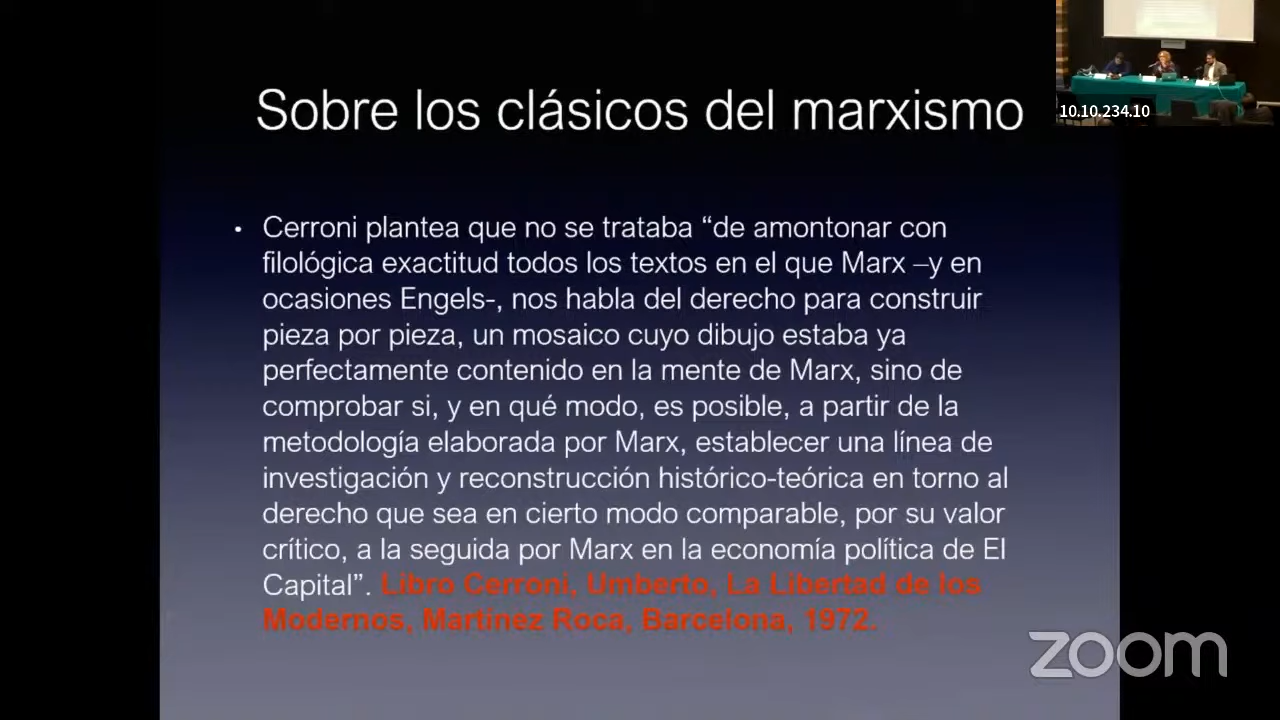 Sobre los clásicos del marxismo
10.10.234.10
• Cerroni plantea que no se trataba “de amontonar con
filológica exactitud todos los textos en el que Marx –y en
ocasiones Engels-, nos habla del derecho para construir
pieza por pieza, un mosaico cuyo dibujo estaba ya
perfectamente contenido en la mente de Marx, sino de
comprobar si, y en qué modo, es posible, a partir de la
metodología elaborada por Marx, establecer una línea de
investigación y reconstrucción histórico-teórica en torno al
derecho que sea en cierto modo comparable, por su valor
crítico, a la seguida por Marx en la economía política de El
Capital”. Libro Cerroni, Umberto, La Libertad de los
Modernos, Martínez Roca, Barcelona, 1972.
zoom